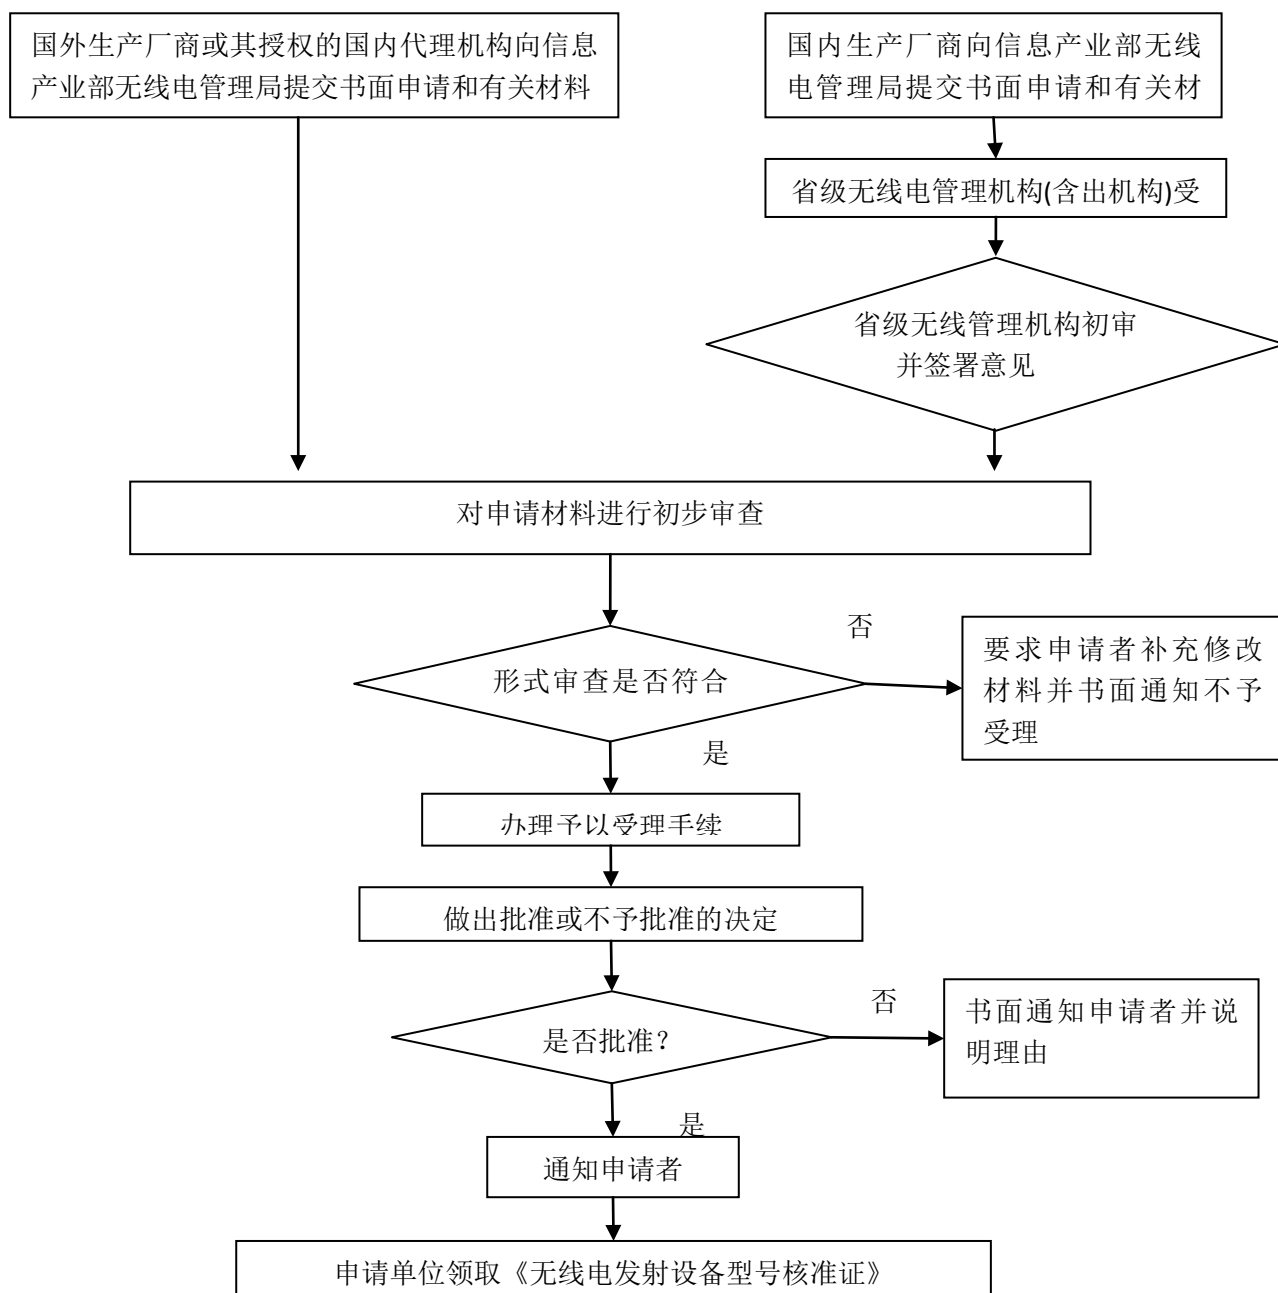 国外生产厂商或其授权的国内代理机构向信息
产业部无线电管理局提交书面申请和有关材料
国内生产厂商向信息产业部无线
电管理局提交书面申请和有关材
省级无线电管理机构(含出机构)受
省级无线管理机构初审
并签署意见
对申请材料进行初步审查
形式审查是否符合
否
要求申请者补充修改
材料并书面通知不予
受理
是
办理予以受理手续
做出批准或不予批准的决定
是否批准？
否
书面通知申请者并说
明理由
是
通知申请者
申请单位领取《无线电发射设备型号核准证》